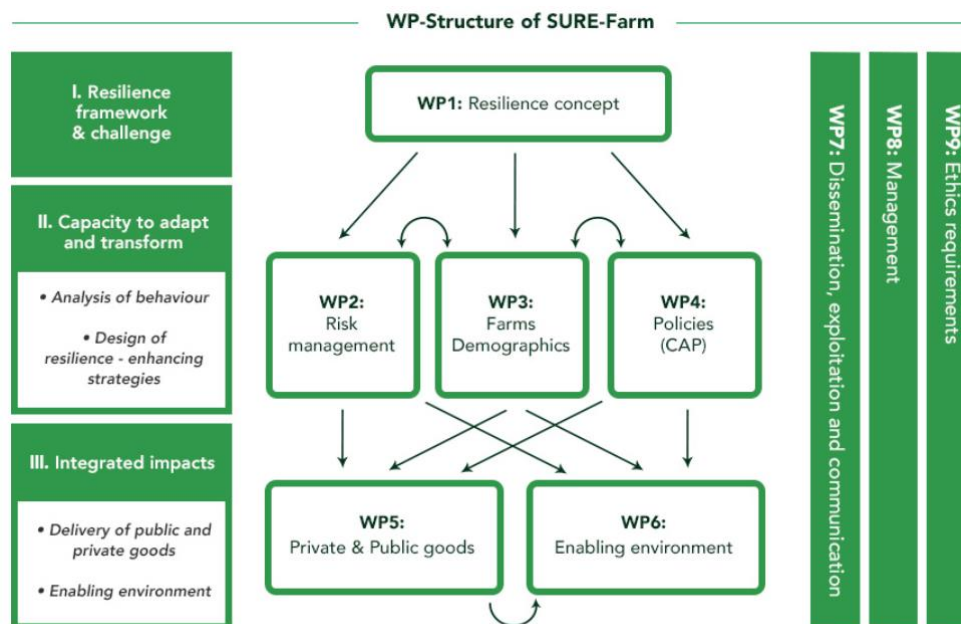 WP-Structure of SURE-Farm
I. Resilience
framework
& challenge
II. Capacity to adapt
and transform
• Analysis of behaviour
• Design of
resilience - enhancing
strategies
III. Integrated impacts
• Delivery of public and
private goods
• Enabling environment
WP1: Resilience concept
WP2:
Risk
management
WP3:
Farms
Demographics
WP4:
Policies
(CAP)
WP5:
Private & Public goods
WP6:
Enabling environment
WP7: Dissemination, exploitation and communication
WP8: Management
WP9: Ethics requirements